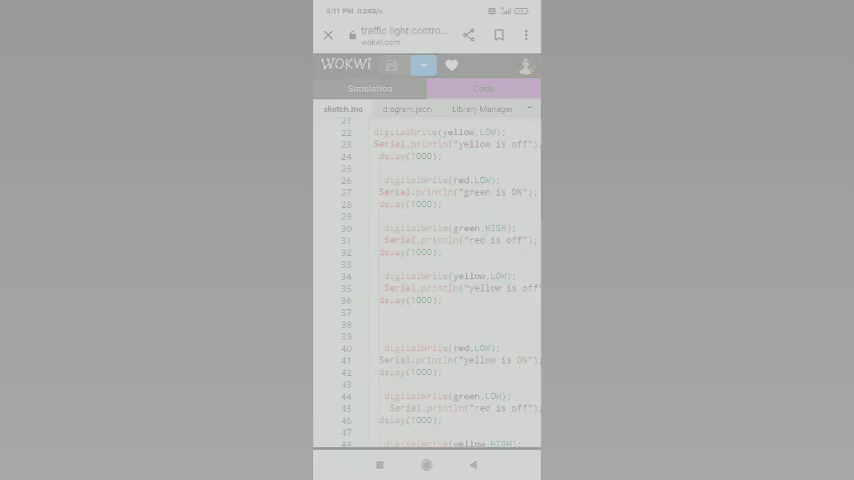 5:11 PM 0.0KB/s
traffic light contro...
wokwi.com
WOKWI
Simulation Code
sketch.ino diagram.json Library Manager
21
22 digitalWrite(yellow,LOW);
23 Serial.println("yellow is off")
24 delay(1000);
25
26 digitalWrite(red,LOW);
27 Serial.println("green is ON");
28 delay(1000);
29
30 digitalWrite(green,HIGH);
31 Serial.println("red is off");
32 delay(1000);
33
34 digitalWrite(yellow,LOW);
35 Serial.println("yellow is off"
36 delay(1000);
37
38
39
40 digitalWrite(red,LOW);
41 Serial.println("yellow is ON");
42 delay(1000);
43
44 digitalWrite(green,LOW);
45 Serial.println("red is off");
46 delay(1000);
47
48 digitalWrite(yellow,HIGH);